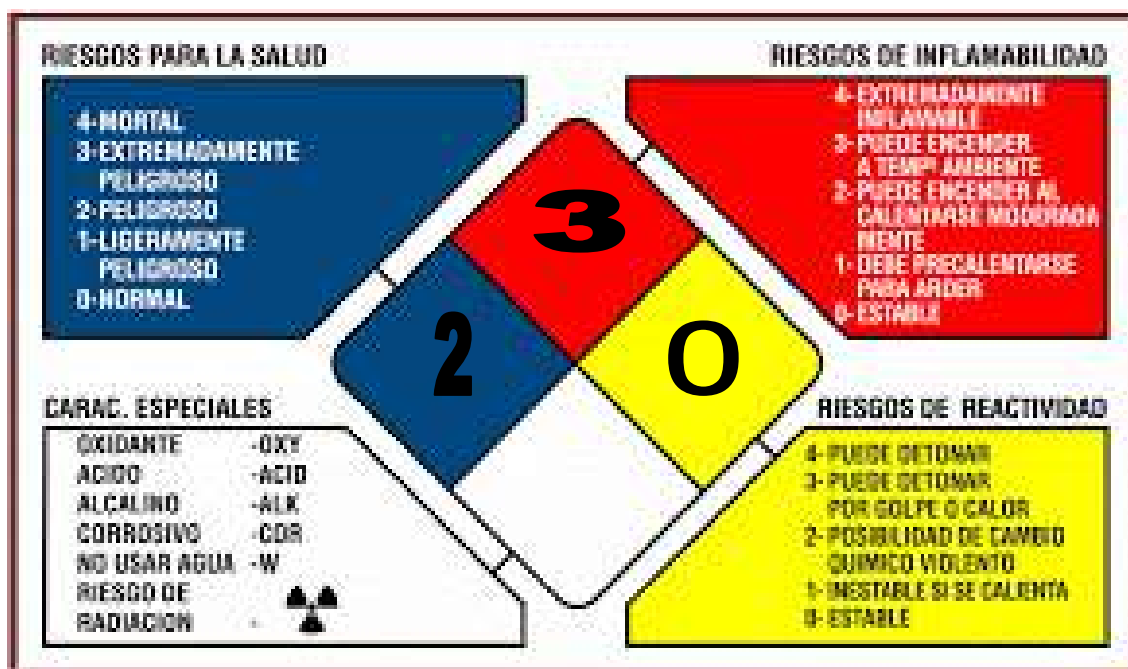 RIESGOS PARA LA SALUD
4-MORTAL
3-EXTREMADAMENTE
PELIGROSO
2-PELIGROSO
1-LIGERAMENTE
PELIGROSO
0-NORMAL
RIESGOS DE INFLAMABILIDAD
4- EXTREMADAMENTE
INFLAMABLE
3- PUEDE ENCENDER
A TEMPª AMBIENTE
2- PUEDE ENCENDER AL
CALENTARSE MODERADA
MENTE
1- DEBE PRECALENTARSE
PARA ARDER
0- ESTABLE
3
2
0
CARAC. ESPECIALES
OXIDANTE -OXY
ACIDO -ACID
ALCALINO -ALK
CORROSIVO -COR
NO USAR AGUA -W
RIESGO DE
RADIACION -
RIESGOS DE REACTIVIDAD
4- PUEDE DETONAR
3- PUEDE DETONAR
POR GOLPE O CALOR
2- POSIBILIDAD DE CAMBIO
QUIMICO VIOLENTO
1- INESTABLE SI SE CALIENTA
0- ESTABLE